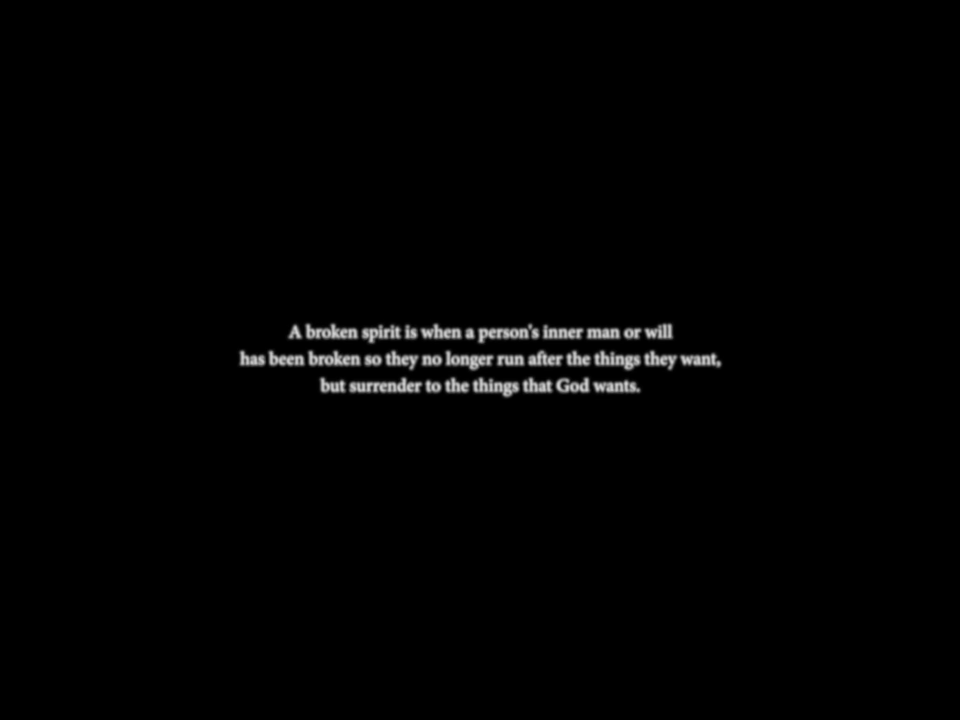 A broken spirit is when a person's inner man or will
has been broken so they no longer run after the things they want,
but surrender to the things that God wants.